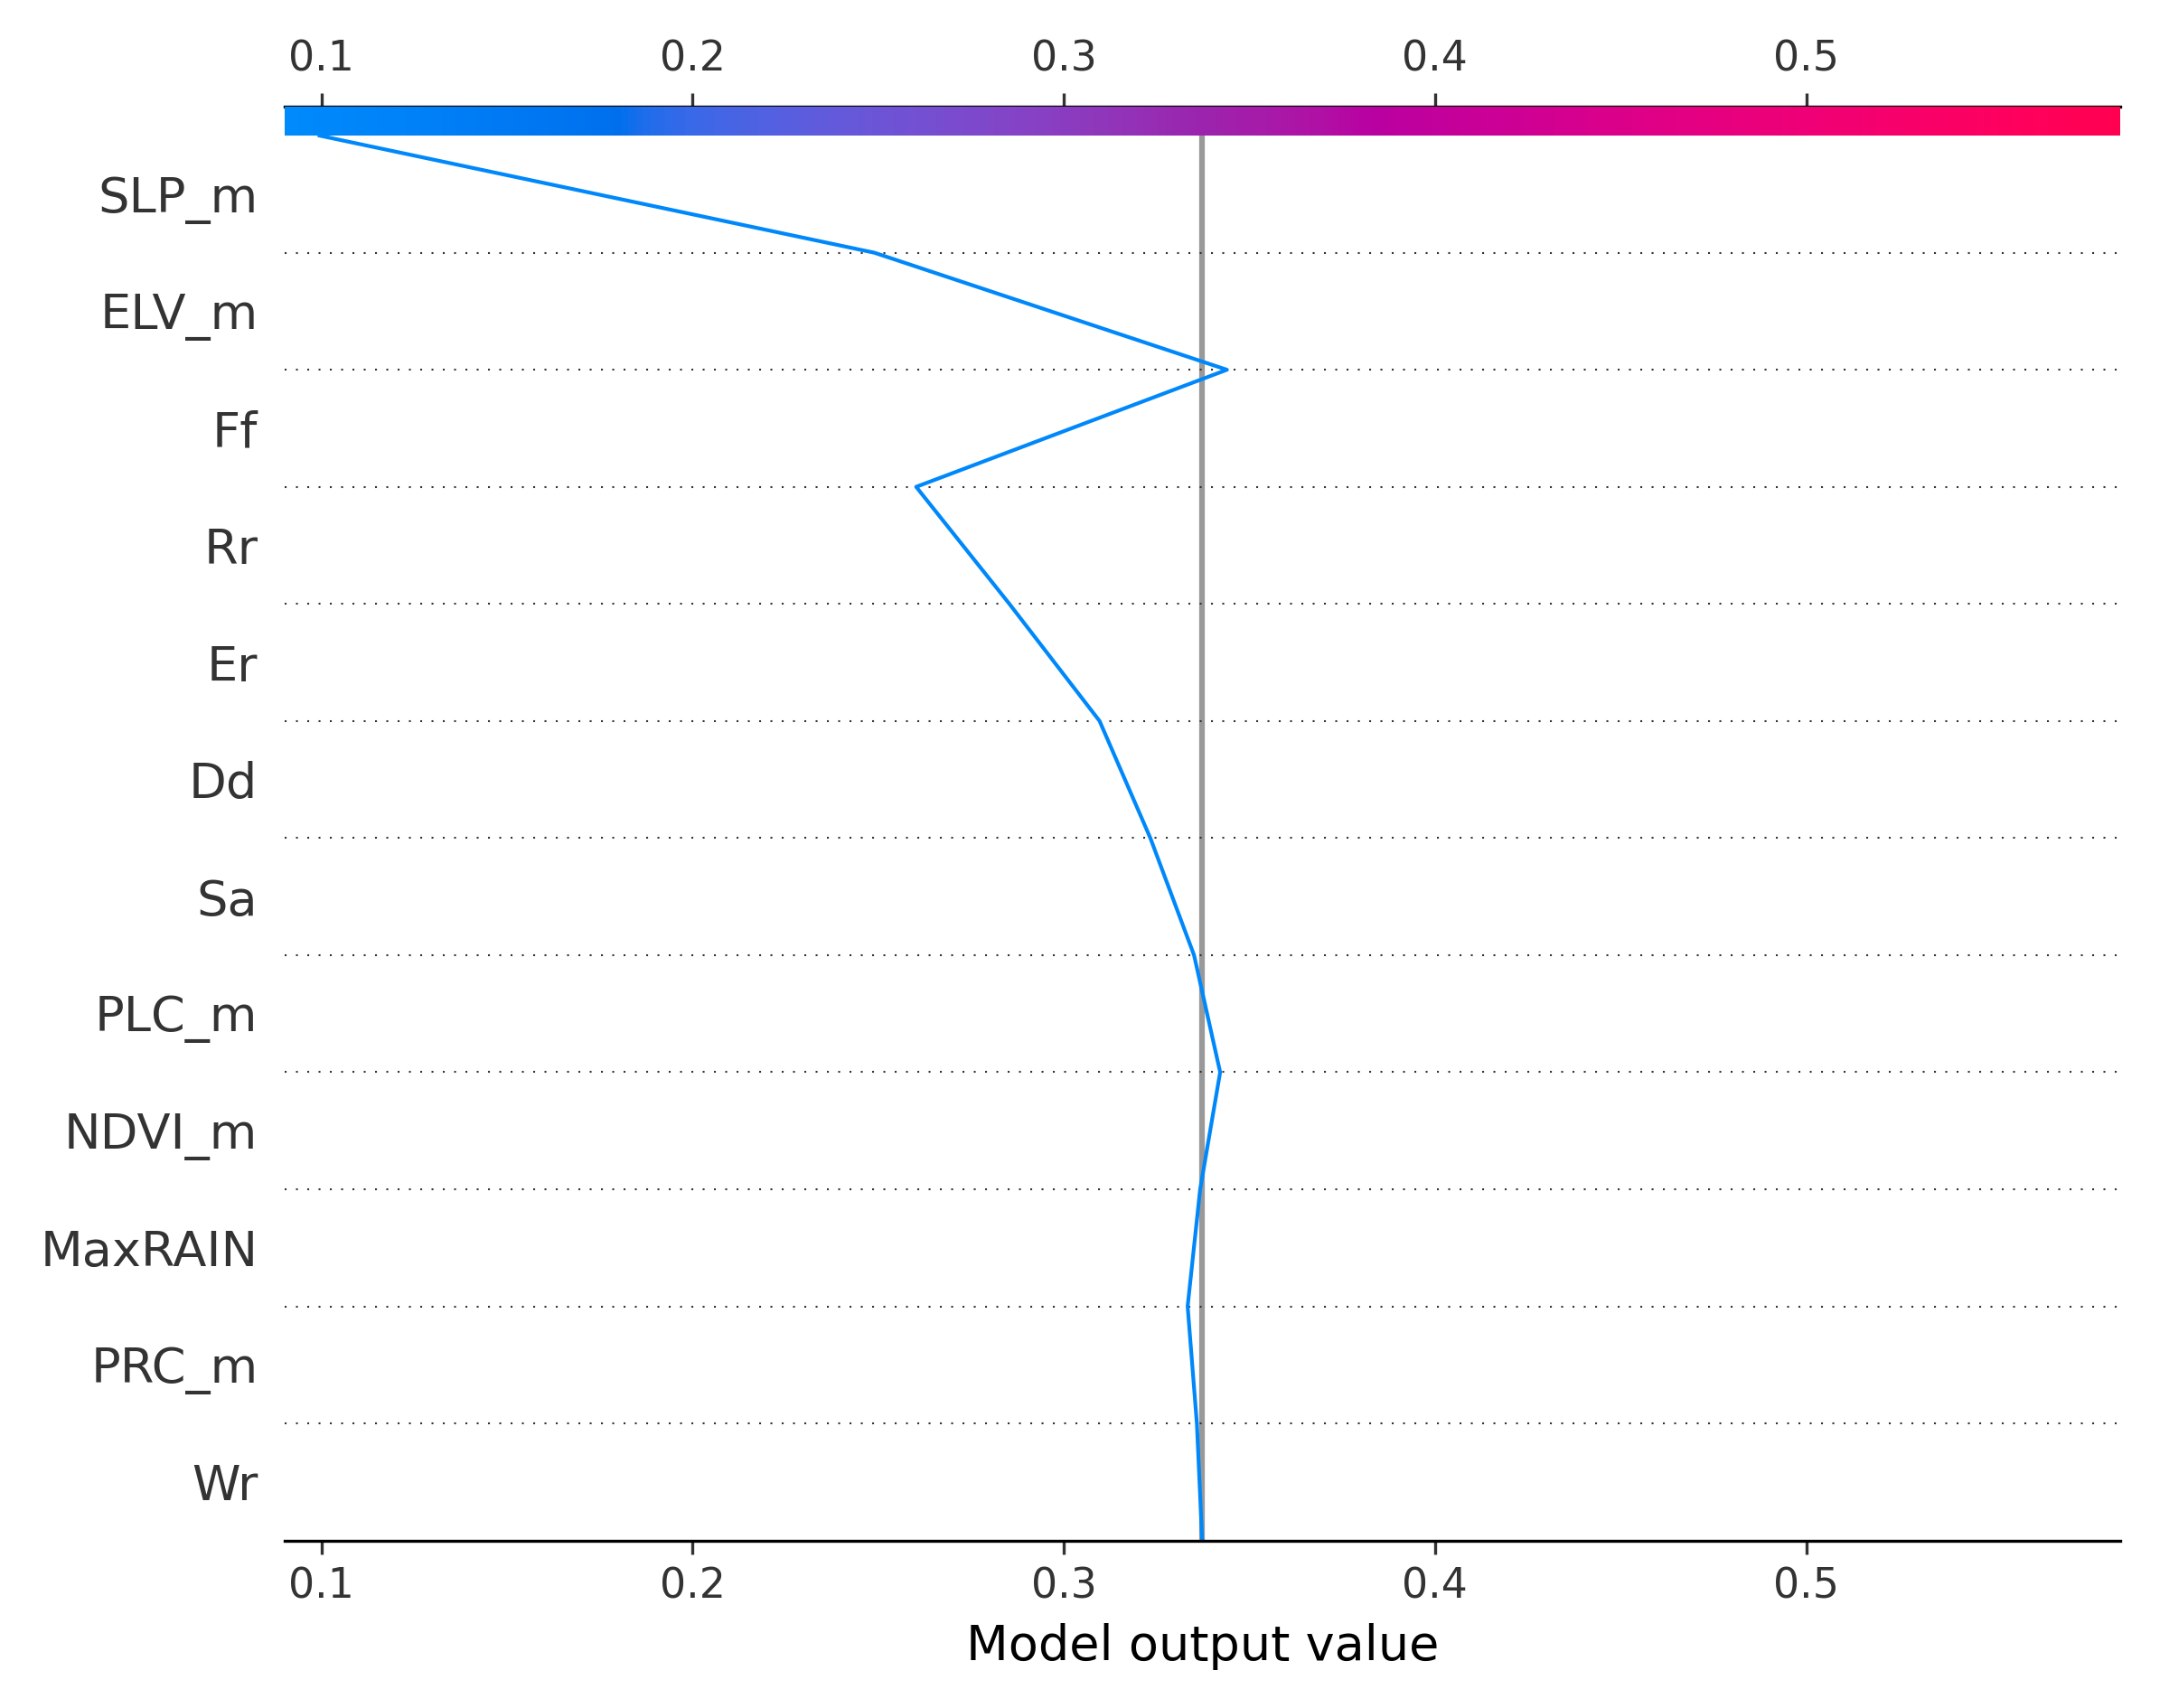 0.1 0.2 0.3 0.4 0.5
SLP_m
ELV_m
Ff
Rr
Er
Dd
Sa
PLC_m
NDVI_m
MaxRAIN
PRC_m
Wr
0.1 0.2 0.3 0.4 0.5
Model output value